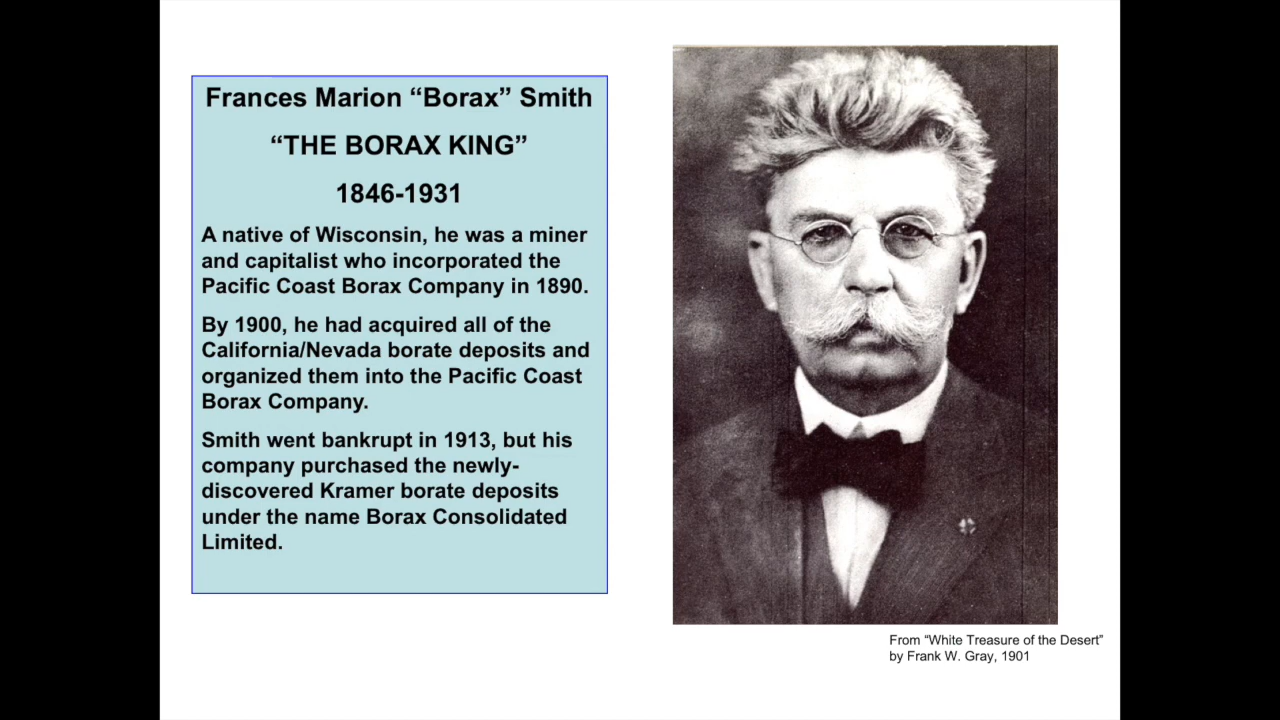 Frances Marion “Borax” Smith
“THE BORAX KING”
1846-1931
A native of Wisconsin, he was a miner
and capitalist who incorporated the
Pacific Coast Borax Company in 1890.
By 1900, he had acquired all of the
California/Nevada borate deposits and
organized them into the Pacific Coast
Borax Company.
Smith went bankrupt in 1913, but his
company purchased the newly-
discovered Kramer borate deposits
under the name Borax Consolidated
Limited.
From “White Treasure of the Desert”
by Frank W. Gray, 1901